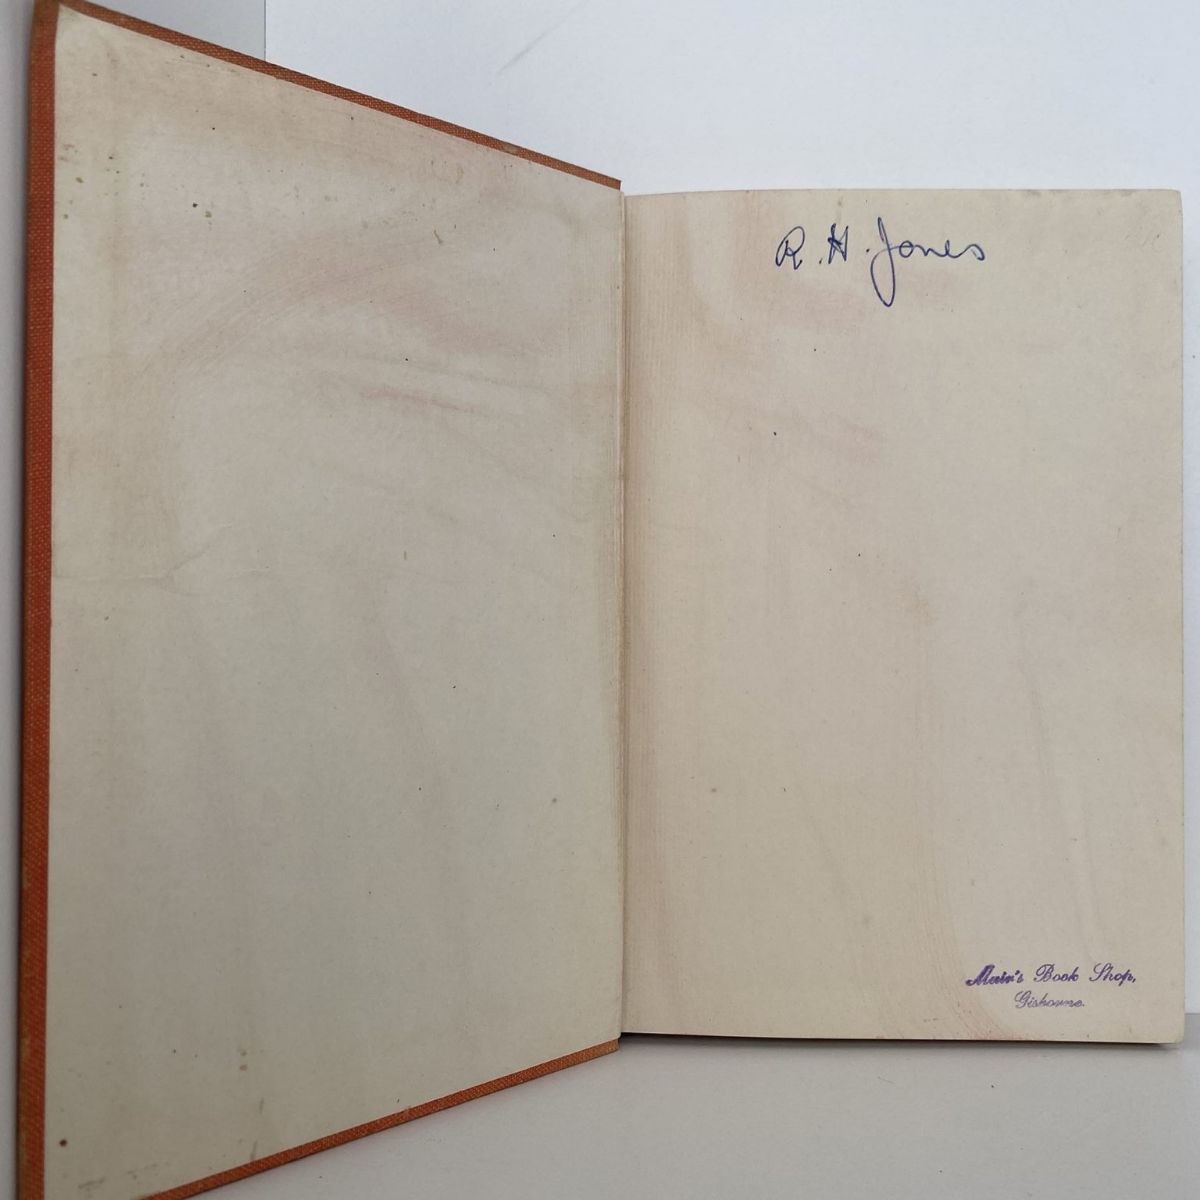 R. H. Jones
Muir's Book Shop,
Gisborne.